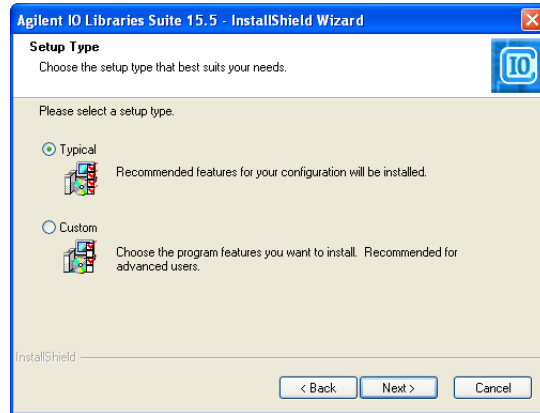 Agilent IO Libraries Suite 15.5 - InstallShield Wizard
Setup Type
Choose the setup type that best suits your needs.
IO
Please select a setup type.
Typical
Recommended features for your configuration will be installed.
Custom
Choose the program features you want to install. Recommended for
advanced users.
InstallShield
< Back Next > Cancel